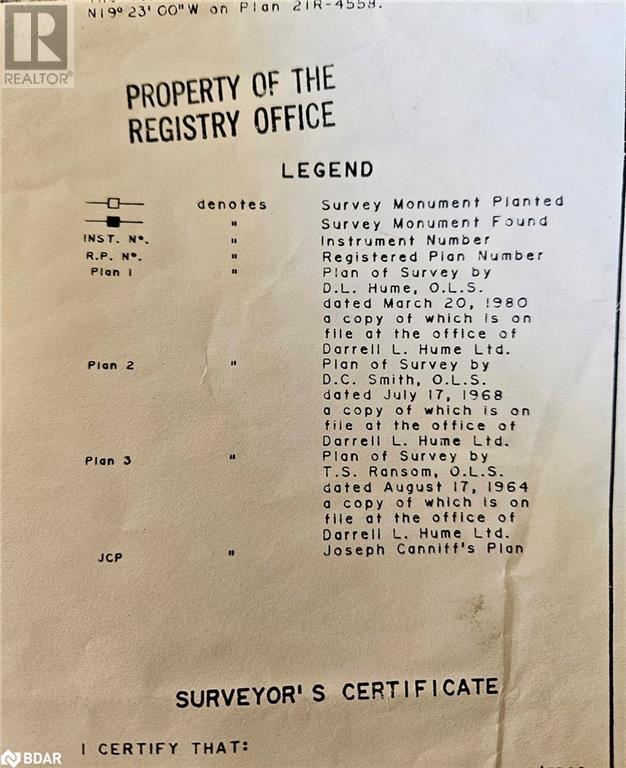 N19° 23' 00"W on Plan 21R-4558.
REALTOR®
PROPERTY OF THE
REGISTRY OFFICE
LEGEND
denotes Survey Monument Planted
" Survey Monument Found
INST. Nº. " Instrument Number
R.P. Nº. " Registered Plan Number
Plan 1 " Plan of Survey by
D.L. Hume, O.L.S.
dated March 20, 1980
a copy of which is on
file at the office of
Darrell L. Hume Ltd.
Plan 2 " Plan of Survey by
D.C. Smith, O.L.S.
dated July 17, 1968
a copy of which is on
file at the office of
Darrell L. Hume Ltd.
Plan 3 " Plan of Survey by
T.S. Ransom, O.L.S.
dated August 17, 1964
a copy of which is on
file at the office of
Darrell L. Hume Ltd.
JCP " Joseph Canniff's Plan
SURVEYOR'S CERTIFICATE
I CERTIFY THAT:
BDAR